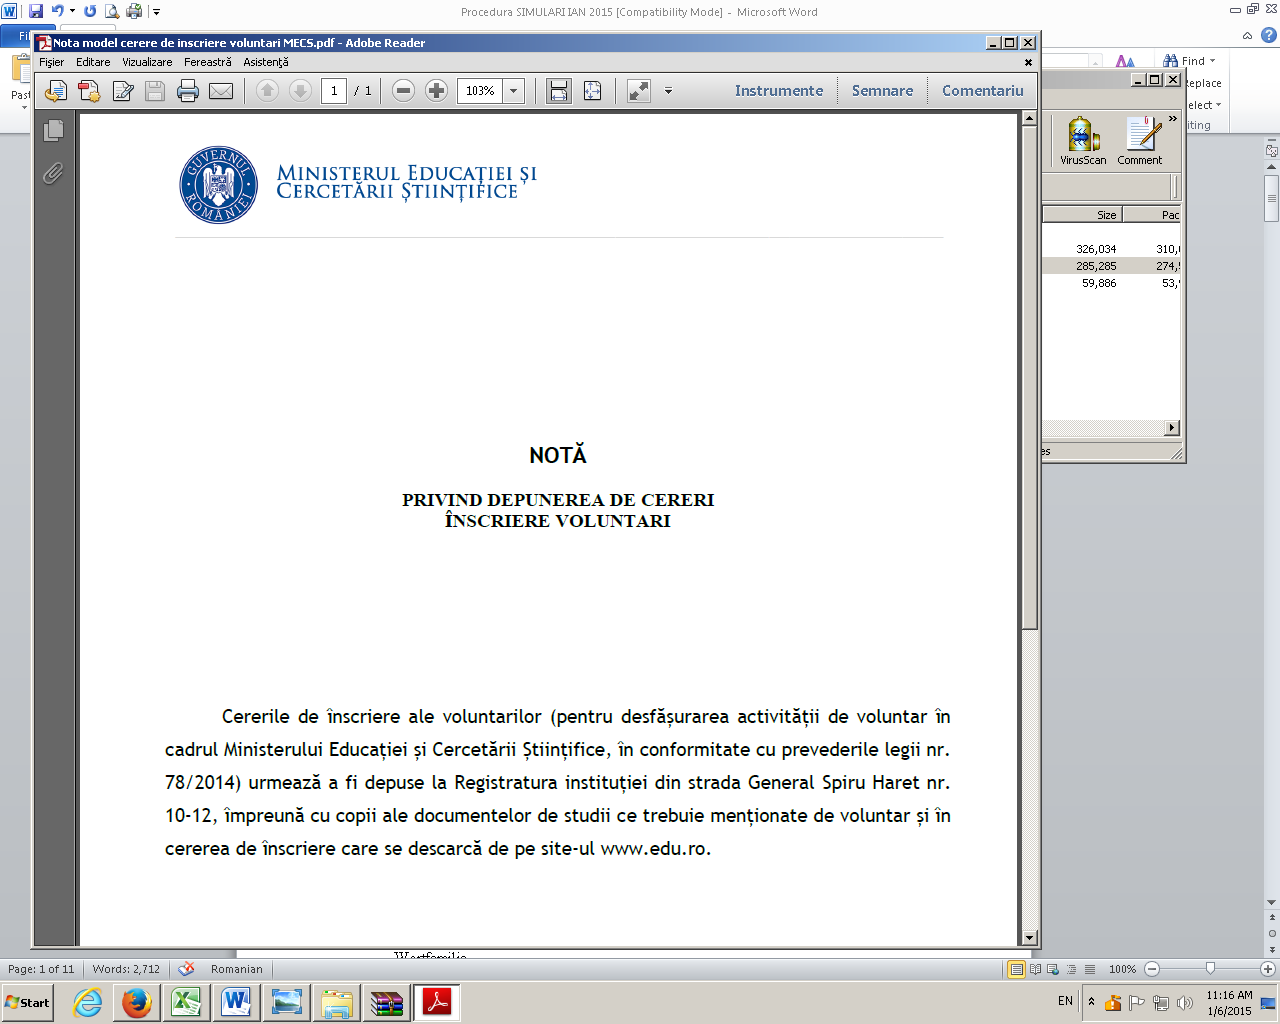 Procedura SIMULARI IAN 2015 [Compatibility Mode] - Microsoft Word
Nota model cerere de inscriere voluntari MECS.pdf - Adobe Reader
Fişier Editare Vizualizare Fereastră Asistenţă
1 / 1 103% Instrumente Semnare Comentariu
Find
VirusScan Comment
Size
326,034
285,285
59,886
GUVERNUL ROMÂNIEI
MINISTERUL EDUCAȚIEI ȘI
CERCETĂRII ȘTIINȚIFICE
NOTĂ
PRIVIND DEPUNEREA DE CERERI
ÎNSCRIERE VOLUNTARI
Cererile de înscriere ale voluntarilor (pentru desfășurarea activității de voluntar în
cadrul Ministerului Educației și Cercetării Științifice, în conformitate cu prevederile legii nr.
78/2014) urmează a fi depuse la Registratura instituției din strada General Spiru Haret nr.
10-12, împreună cu copii ale documentelor de studii ce trebuie menționate de voluntar și în
cererea de înscriere care se descarcă de pe site-ul www.edu.ro.
Page: 1 of 11 Words: 2,712 Romanian 100%
Start EN 11:16 AM
1/6/2015